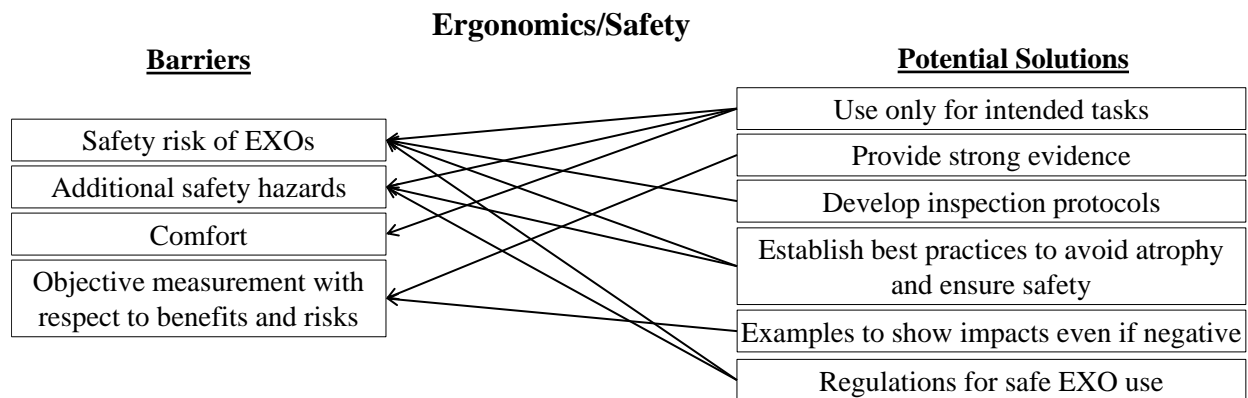 Ergonomics/Safety
Barriers
Safety risk of EXOs
Additional safety hazards
Comfort
Objective measurement with
respect to benefits and risks
Potential Solutions
Use only for intended tasks
Provide strong evidence
Develop inspection protocols
Establish best practices to avoid atrophy
and ensure safety
Examples to show impacts even if negative
Regulations for safe EXO use